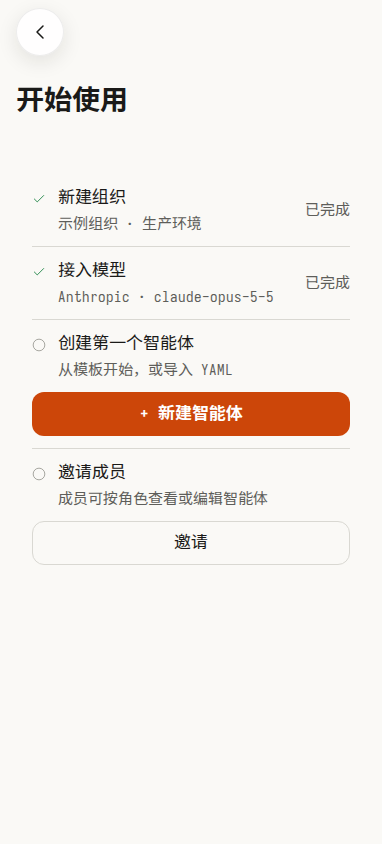 开始使用
新建组织
示例组织 · 生产环境
已完成
接入模型
Anthropic · claude-opus-5-5
已完成
创建第一个智能体
从模板开始，或导入 YAML
+ 新建智能体
邀请成员
成员可按角色查看或编辑智能体
邀请